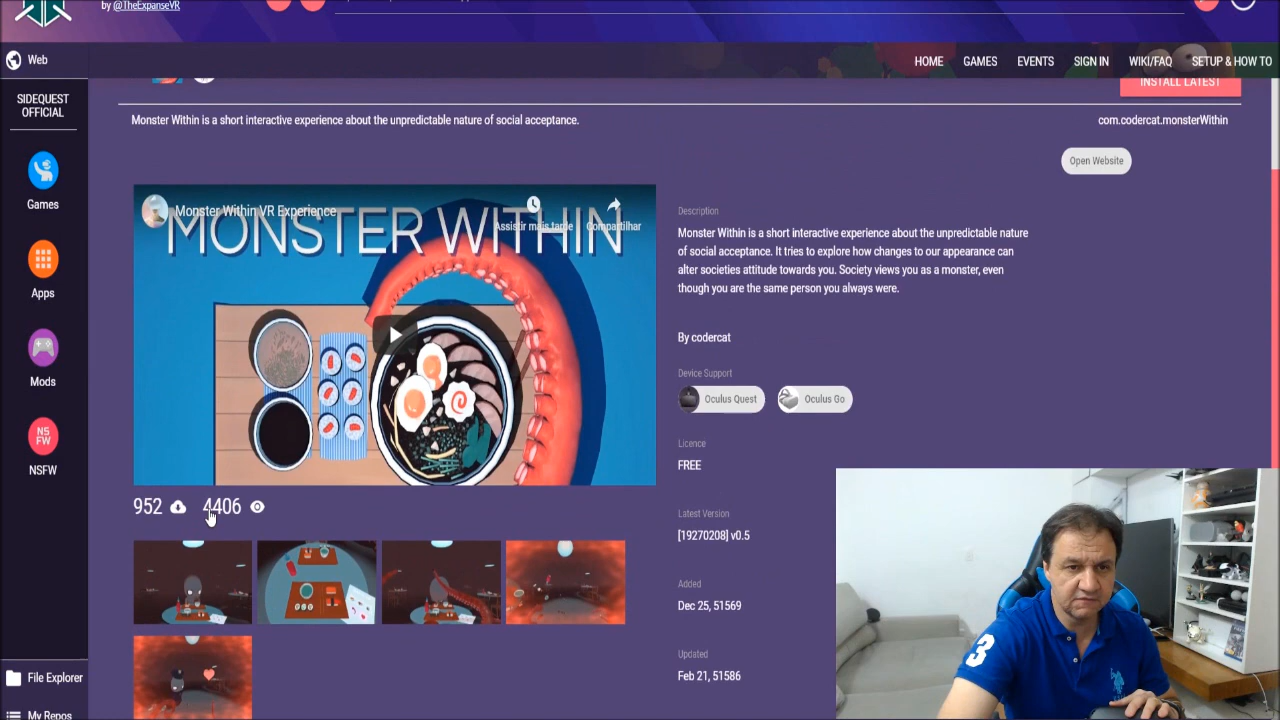 by @TheExpanseVR
Web
HOME GAMES EVENTS SIGN IN WIKI/FAQ SETUP & HOW TO
SIDEQUEST
OFFICIAL
INSTALL LATEST
Monster Within is a short interactive experience about the unpredictable nature of social acceptance.
com.codercat.monsterWithin
Open Website
Games
Apps
Mods
NS
FW
NSFW
Monster Within VR Experience
Assistir mais tarde
Compartilhar
MONSTER WITHIN
Description
Monster Within is a short interactive experience about the unpredictable nature
of social acceptance. It tries to explore how changes to our appearance can
alter societies attitude towards you. Society views you as a monster, even
though you are the same person you always were.
By codercat
Device Support
Oculus Quest
Oculus Go
Licence
FREE
952
4406
Latest Version
[19270208] v0.5
Added
Dec 25, 51569
Updated
Feb 21, 51586
3
File Explorer
My Repos